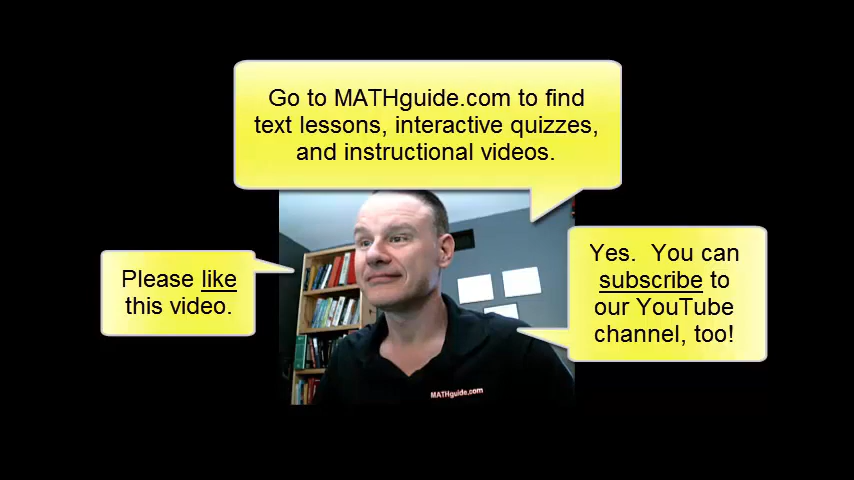 Go to MATHguide.com to find
text lessons, interactive quizzes,
and instructional videos.
Please like
this video.
Yes.  You can
subscribe to
our YouTube
channel, too!
MATHguide.com